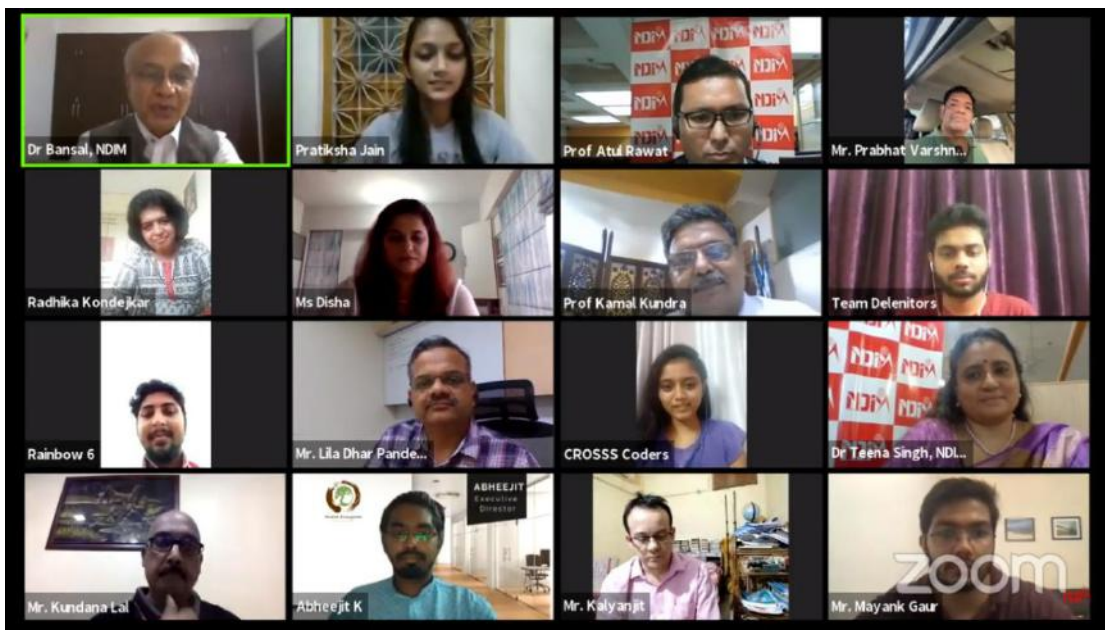 Dr Bansal, NDIM
Pratiksha Jain
Prof Atul Rawat
Mr. Prabhat Varshn...
Radhika Kondejkar
Ms Disha
Prof Kamal Kundra
Team Delenitors
Rainbow 6
Mr. Lila Dhar Pande...
CROSSS Coders
Dr Teena Singh, NDI...
ABHEEJIT
Executive
Director
Mr. Kundana Lal
Abheejit K
Mr. Kalyanjit
Mr. Mayank Gaur
zoom